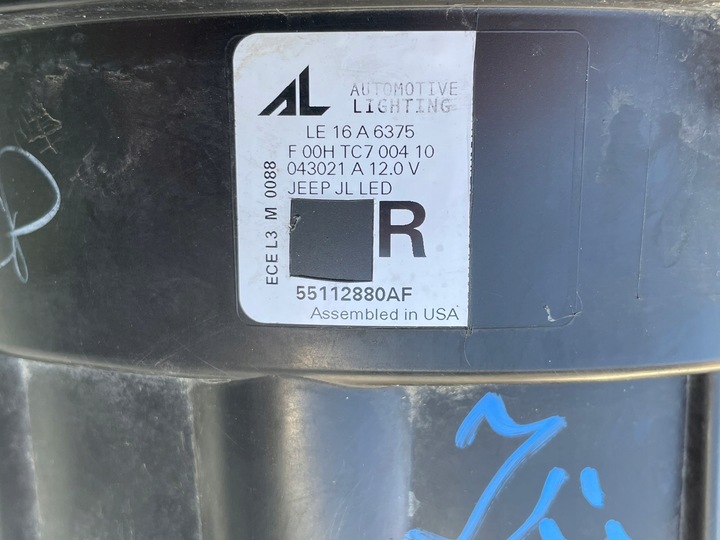 AL AUTOMOTIVE
LIGHTING
LE 16 A 6375
F 00H TC7 004 10
043021 A 12.0 V
JEEP JL LED
ECE L3 M 0088
R
55112880AF
Assembled in USA